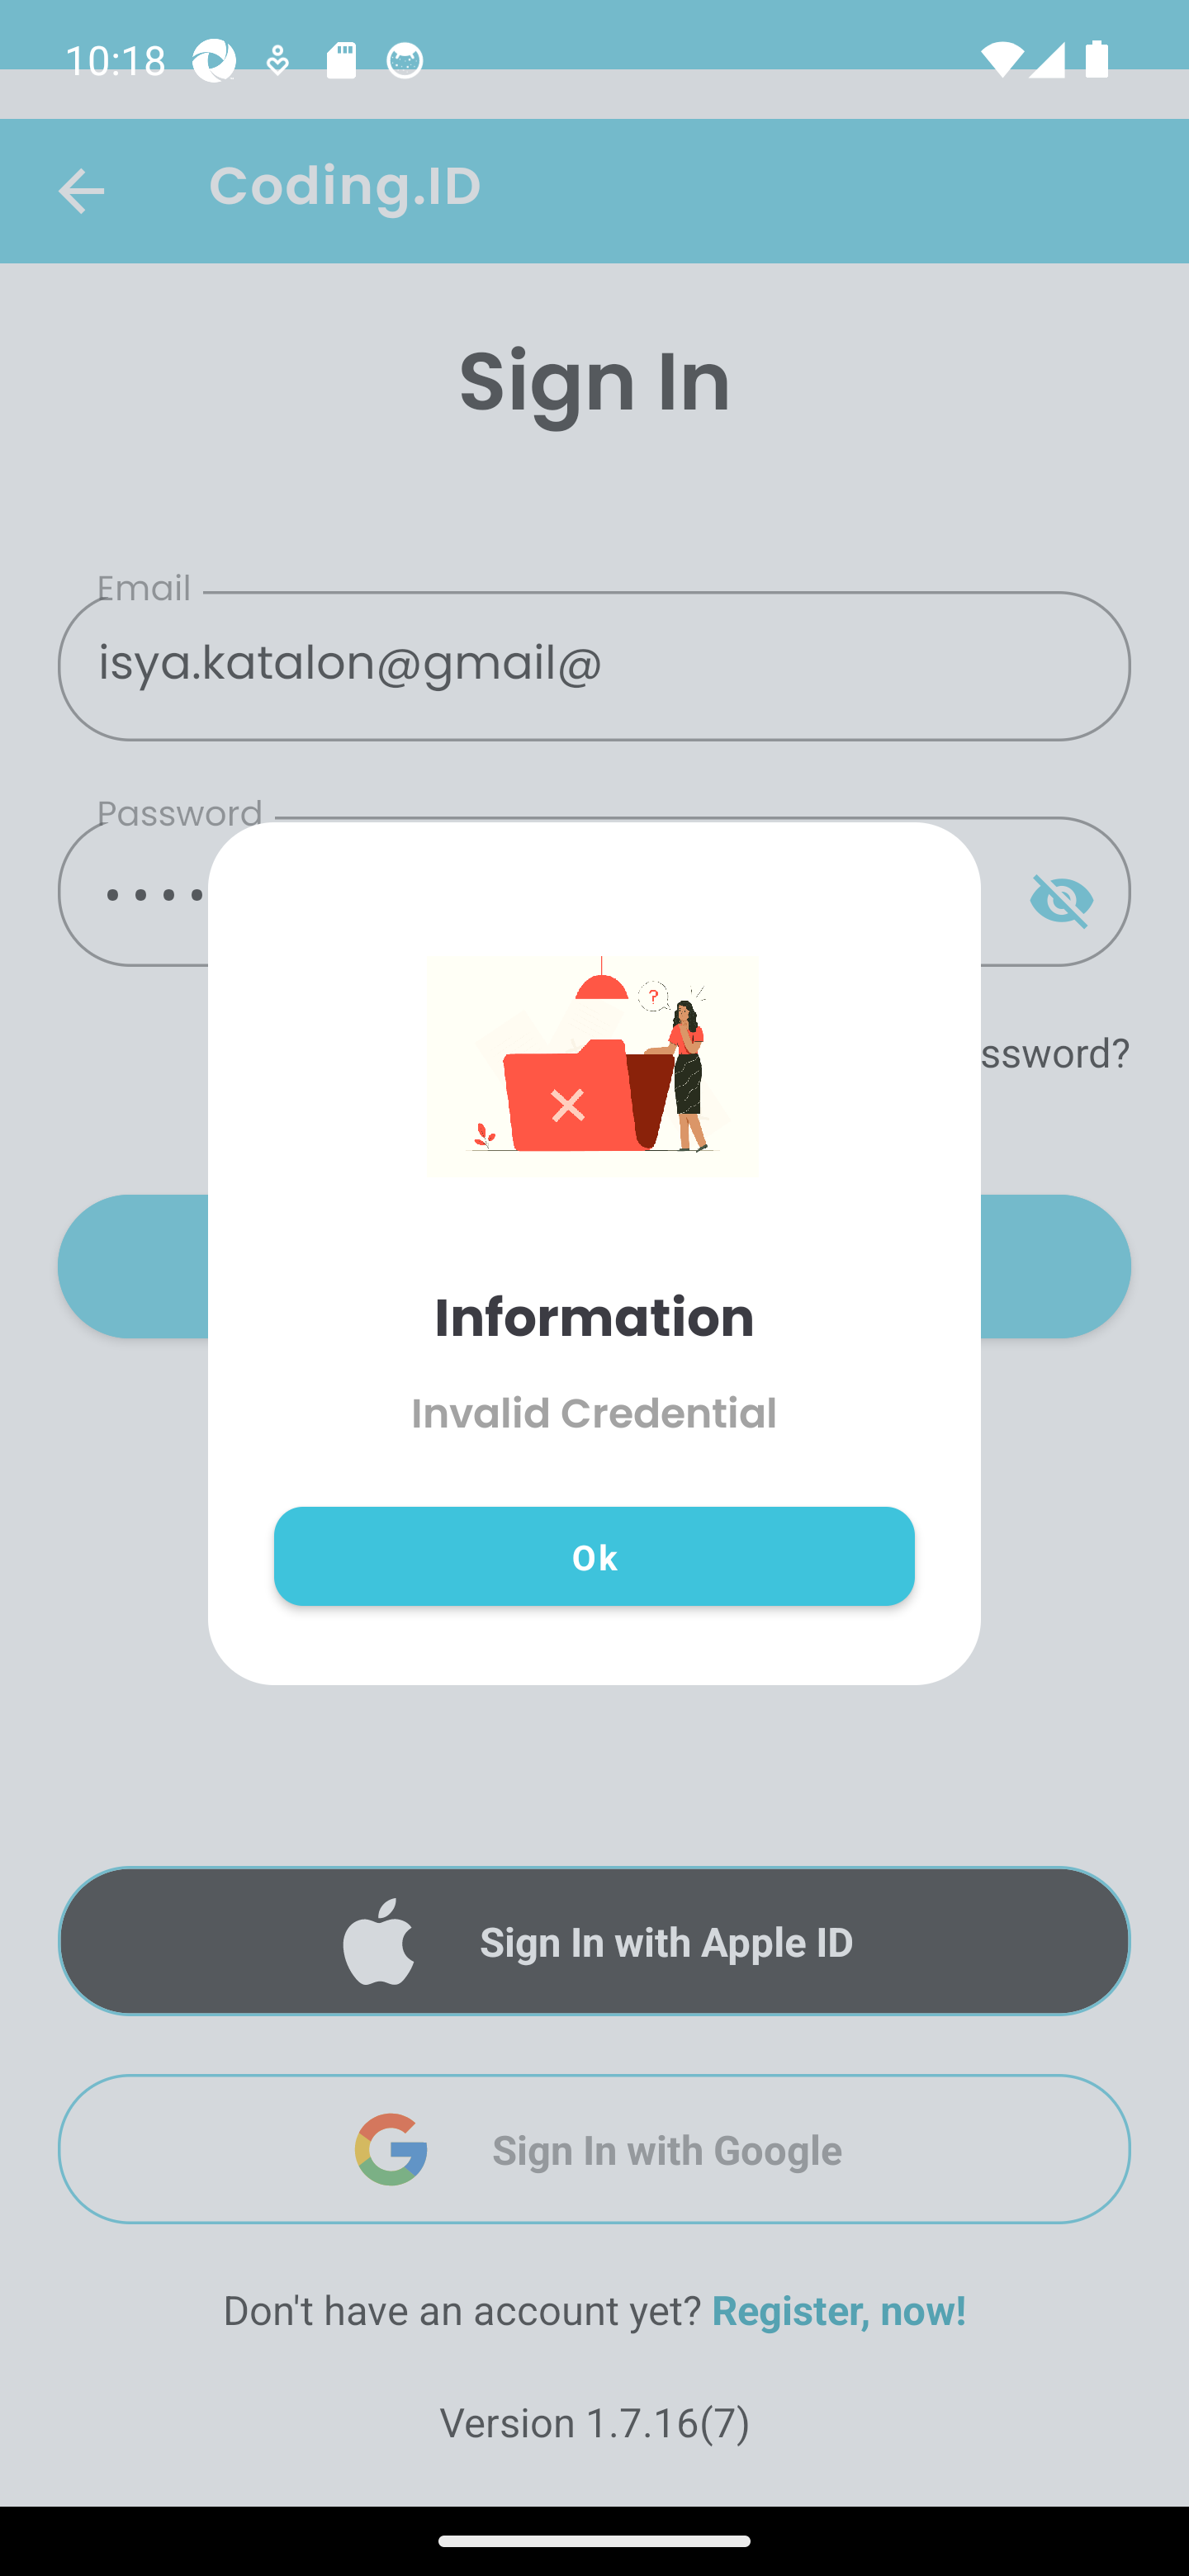 10:18
Coding.ID
Sign In
Email
isya.katalon@gmail@
Password
••••
?
ssword?
Information
Invalid Credential
Ok
Sign In with Apple ID
Sign In with Google
Don't have an account yet? Register, now!
Version 1.7.16(7)